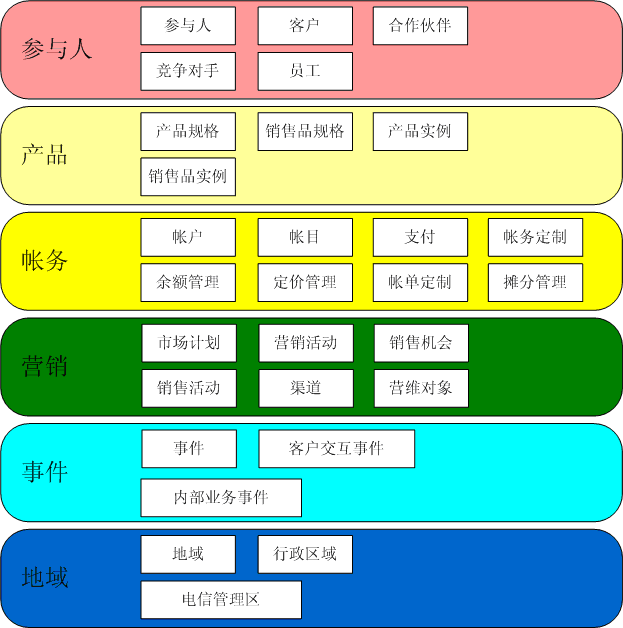 参与人
参与人 客户 合作伙伴
竞争对手 员工
产品
产品规格 销售品规格 产品实例
销售品实例
帐务
帐户 帐目 支付 帐务定制
余额管理 定价管理 帐单定制 摊分管理
营销
市场计划 营销活动 销售机会
销售活动 渠道 营维对象
事件
事件 客户交互事件
内部业务事件
地域
地域 行政区域
电信管理区